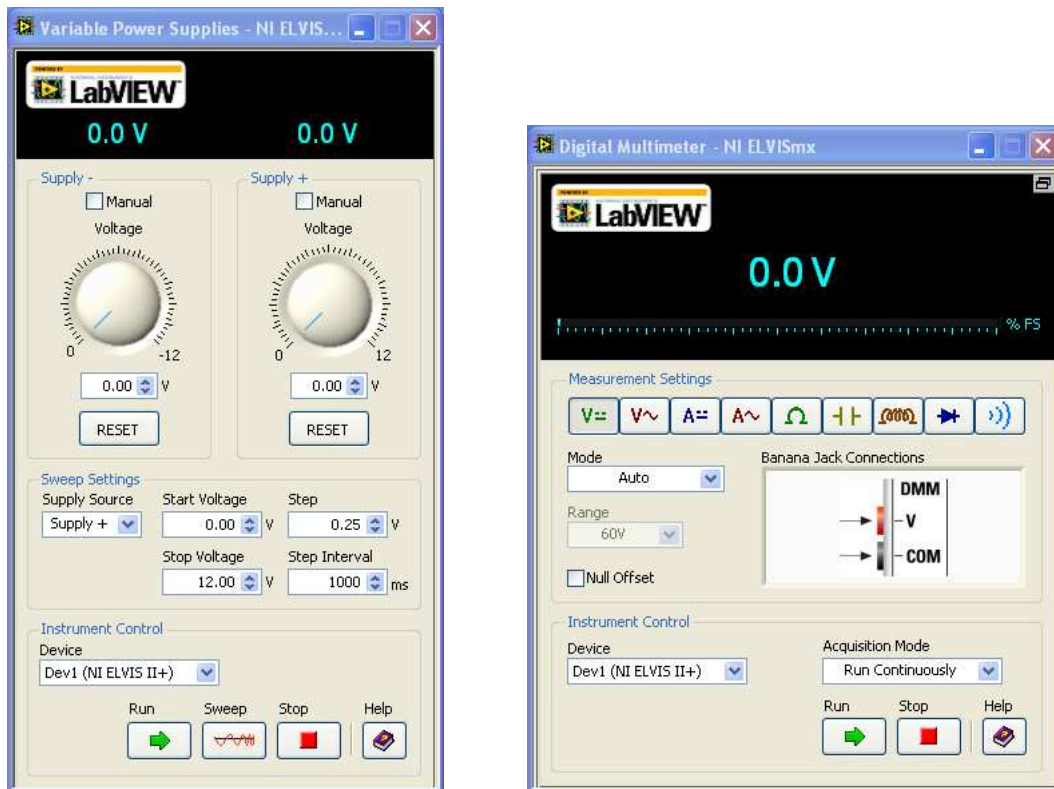 Variable Power Supplies - NI ELVIS...
LabVIEW
0.0 V 0.0 V
Supply - Supply +
Manual Manual
Voltage Voltage
0 -12 0 12
0.00 V 0.00 V
RESET RESET
Sweep Settings
Supply Source Start Voltage Step
Supply + 0.00 V 0.25 V
Stop Voltage Step Interval
12.00 V 1000 ms
Instrument Control
Device
Dev1 (NI ELVIS II+)
Run Sweep Stop Help
Digital Multimeter - NI ELVISmx
LabVIEW
0.0 V
% FS
Measurement Settings
V V A A Ω
Mode Banana Jack Connections
Auto
DMM
Range
V
60V
COM
Null Offset
Instrument Control
Device Acquisition Mode
Dev1 (NI ELVIS II+) Run Continuously
Run Stop Help